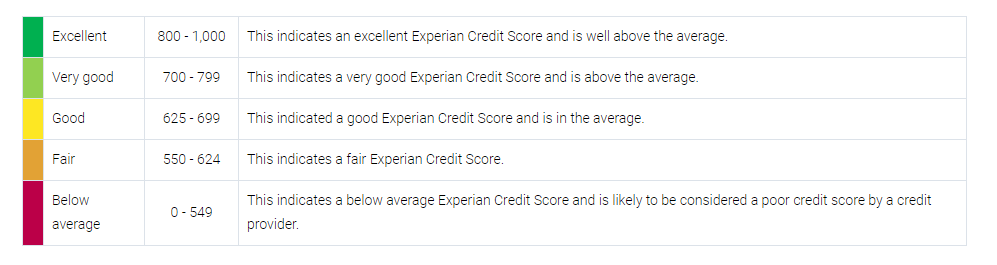 Excellent 800 - 1,000 This indicates an excellent Experian Credit Score and is well above the average.
Very good 700 - 799 This indicates a very good Experian Credit Score and is above the average.
Good 625 - 699 This indicated a good Experian Credit Score and is in the average.
Fair 550 - 624 This indicates a fair Experian Credit Score.
Below average 0 - 549 This indicates a below average Experian Credit Score and is likely to be considered a poor credit score by a credit
provider.